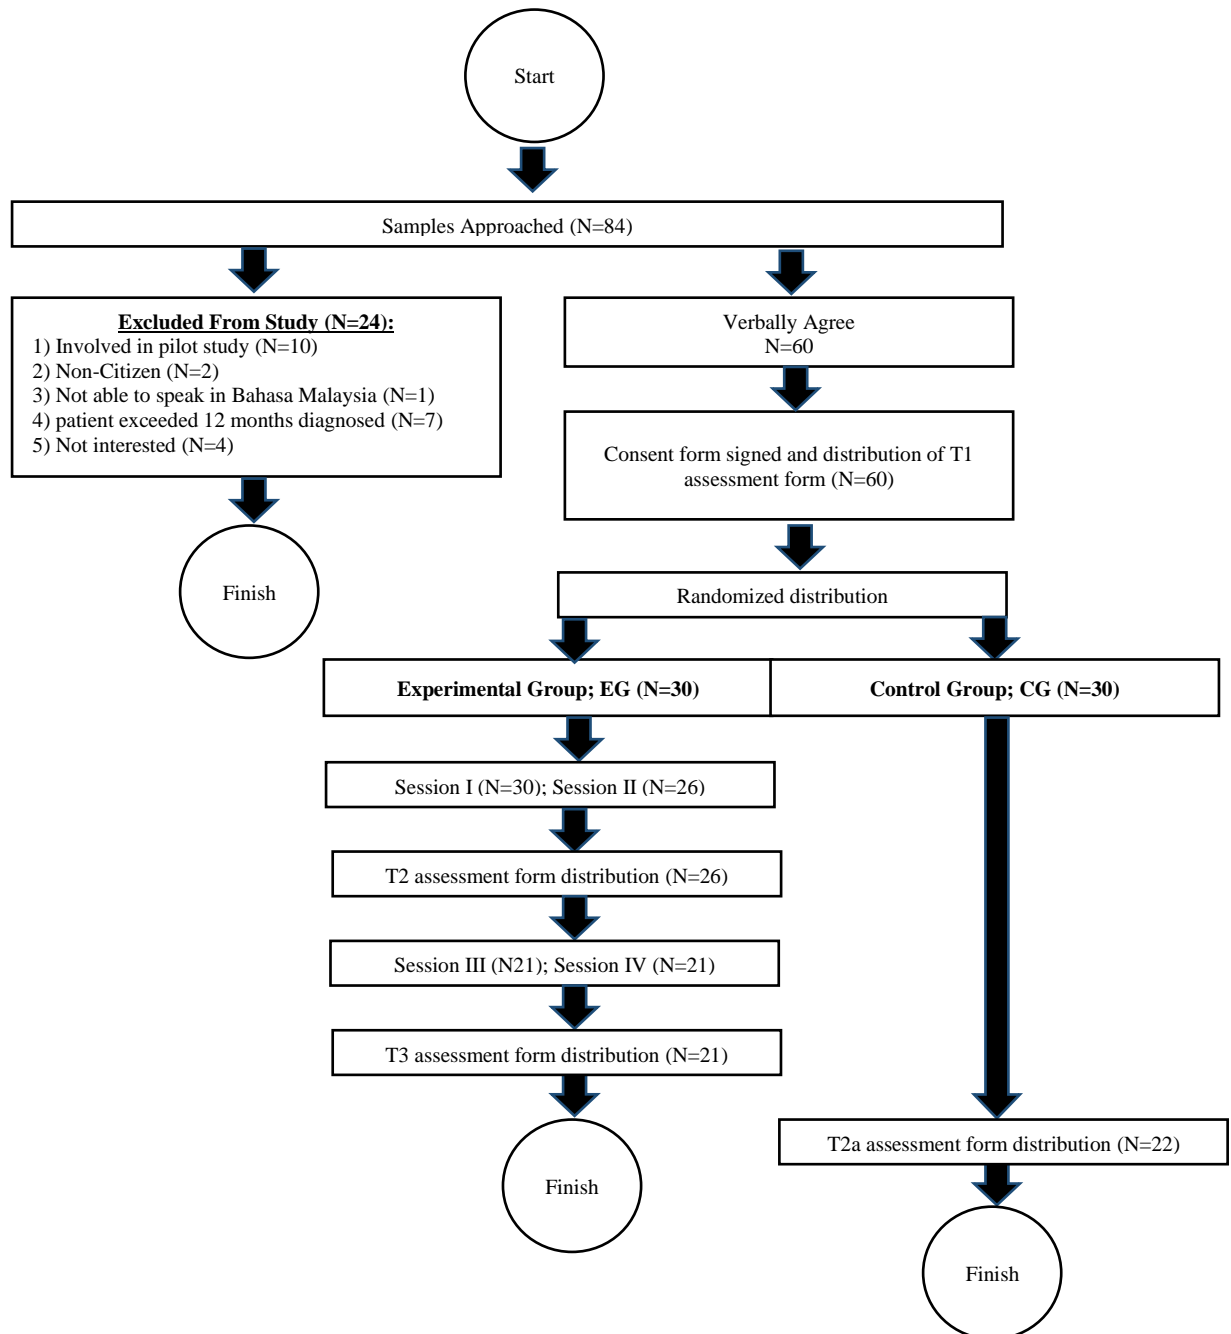 Start
Samples Approached (N=84)
Excluded From Study (N=24):
1) Involved in pilot study (N=10)
2) Non-Citizen (N=2)
3) Not able to speak in Bahasa Malaysia (N=1)
4) patient exceeded 12 months diagnosed (N=7)
5) Not interested (N=4)
Finish
Verbally Agree
N=60
Consent form signed and distribution of T1
assessment form (N=60)
Randomized distribution
Experimental Group; EG (N=30)
Control Group; CG (N=30)
Session I (N=30); Session II (N=26)
T2 assessment form distribution (N=26)
Session III (N21); Session IV (N=21)
T3 assessment form distribution (N=21)
Finish
T2a assessment form distribution (N=22)
Finish